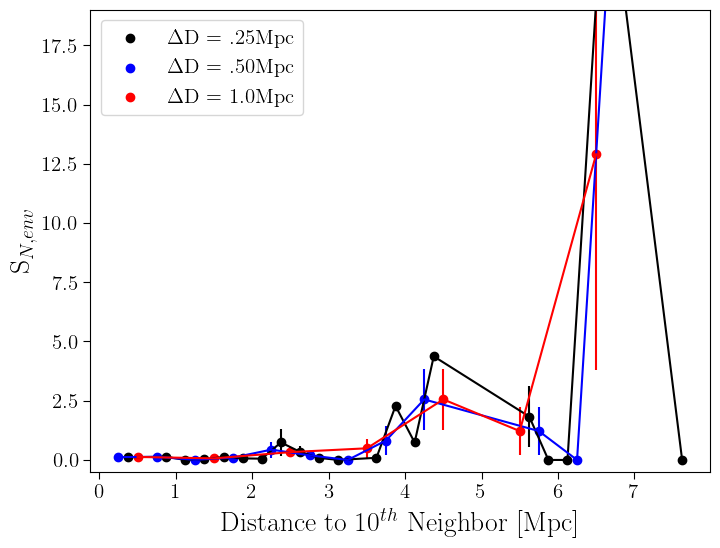 ΔD = .25Mpc
ΔD = .50Mpc
ΔD = 1.0Mpc
17.5
15.0
12.5
10.0
7.5
5.0
2.5
0.0
S_{N,env}
0 1 2 3 4 5 6 7
Distance to 10^{th} Neighbor [Mpc]